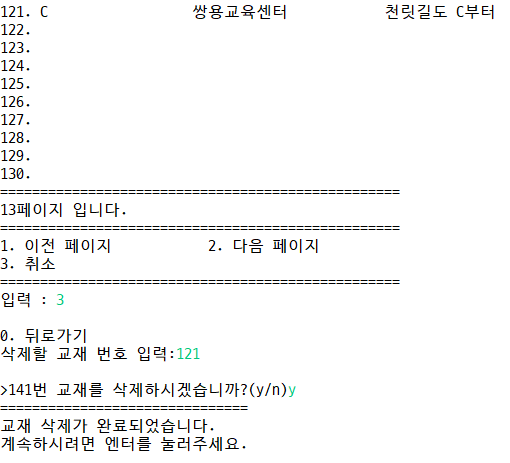 121. C 쌍용교육센터 천릿길도 C부터
122.
123.
124.
125.
126.
127.
128.
129.
130.
==================================================
13페이지 입니다.
==================================================
1. 이전 페이지 2. 다음 페이지
3. 취소
==================================================
입력 : 3
0. 뒤로가기
삭제할 교재 번호 입력:121
>141번 교재를 삭제하시겠습니까?(y/n)y
===============================
교재 삭제가 완료되었습니다.
계속하시려면 엔터를 눌러주세요.